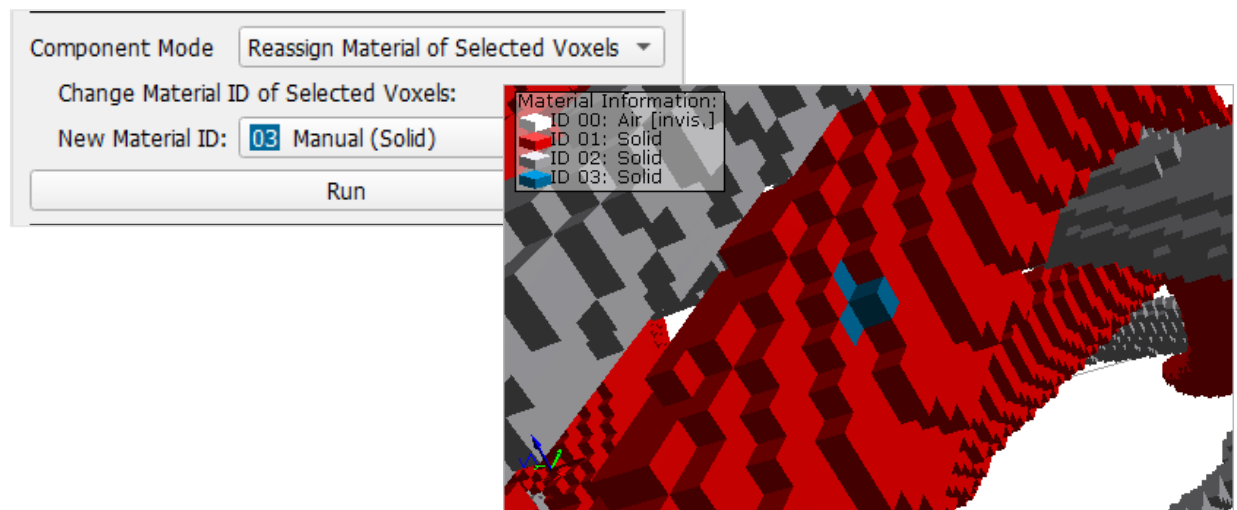 Component Mode Reassign Material of Selected Voxels
Change Material ID of Selected Voxels:
New Material ID: 03 Manual (Solid)
Run
Material Information:
ID 00: Air [invis.]
ID 01: Solid
ID 02: Solid
ID 03: Solid